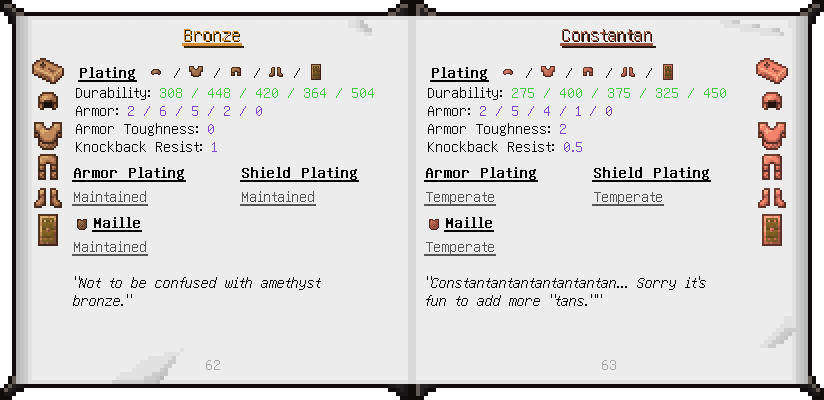 Bronze
Plating / / / /
Durability: 308 / 448 / 420 / 364 / 504
Armor: 2 / 6 / 5 / 2 / 0
Armor Toughness: 0
Knockback Resist: 1
Armor Plating Shield Plating
Maintained Maintained
Maille
Maintained
"Not to be confused with amethyst
bronze."
62
Constantan
Plating / / / /
Durability: 275 / 400 / 375 / 325 / 450
Armor: 2 / 5 / 4 / 1 / 0
Armor Toughness: 2
Knockback Resist: 0.5
Armor Plating Shield Plating
Temperate Temperate
Maille
Temperate
"Constantantantantantantan... Sorry it's
fun to add more "tans.""
63